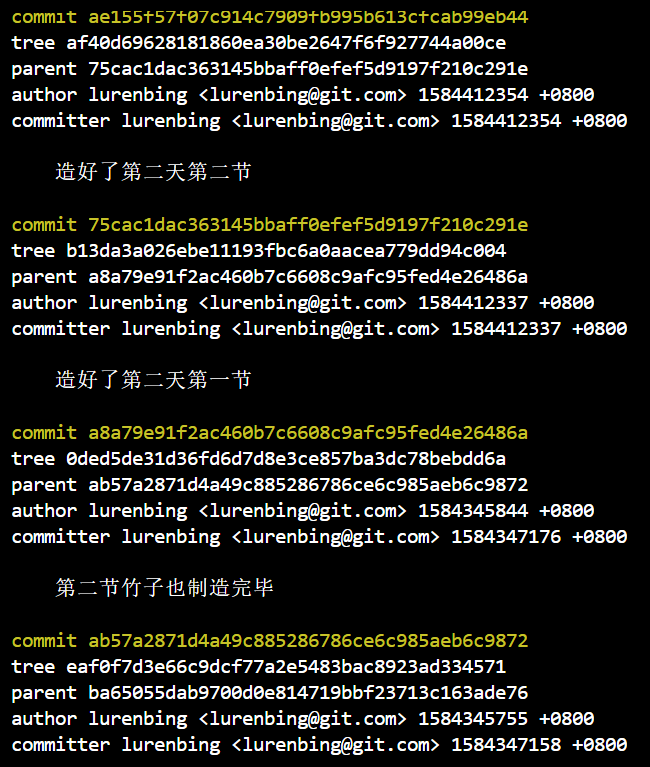 commit ae155f57f07c914c7909fb995b613cfcab99eb44
tree af40d69628181860ea30be2647f6f927744a00ce
parent 75cac1dac363145bbaff0efef5d9197f210c291e
author lurenbing <lurenbing@git.com> 1584412354 +0800
committer lurenbing <lurenbing@git.com> 1584412354 +0800
造好了第二天第二节
commit 75cac1dac363145bbaff0efef5d9197f210c291e
tree b13da3a026ebe11193fbc6a0aacea779dd94c004
parent a8a79e91f2ac460b7c6608c9afc95fed4e26486a
author lurenbing <lurenbing@git.com> 1584412337 +0800
committer lurenbing <lurenbing@git.com> 1584412337 +0800
造好了第二天第一节
commit a8a79e91f2ac460b7c6608c9afc95fed4e26486a
tree 0ded5de31d36fd6d7d8e3ce857ba3dc78bebdd6a
parent ab57a2871d4a49c885286786ce6c985aeb6c9872
author lurenbing <lurenbing@git.com> 1584345844 +0800
committer lurenbing <lurenbing@git.com> 1584347176 +0800
第二节竹子也制造完毕
commit ab57a2871d4a49c885286786ce6c985aeb6c9872
tree eaf0f7d3e66c9dcf77a2e5483bac8923ad334571
parent ba65055dab9700d0e814719bbf23713c163ade76
author lurenbing <lurenbing@git.com> 1584345755 +0800
committer lurenbing <lurenbing@git.com> 1584347158 +0800